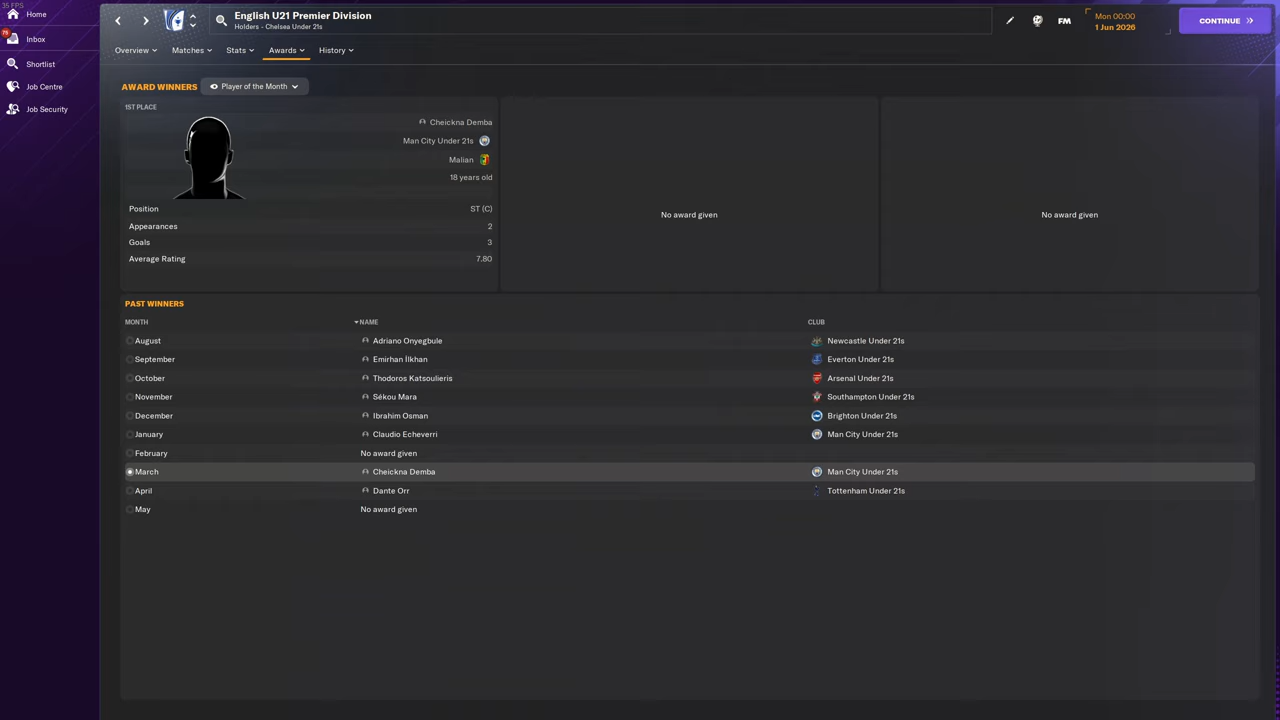 35 FPS
Home
76
Inbox
Shortlist
Job Centre
Job Security
English U21 Premier Division
Holders - Chelsea Under 21s
FM
Mon 00:00
1 Jun 2026
CONTINUE
Overview
Matches
Stats
Awards
History
AWARD WINNERS
Player of the Month
1ST PLACE
Cheickna Demba
Man City Under 21s
Malian
18 years old
Position ST (C)
Appearances 2
Goals 3
Average Rating 7.80
No award given
No award given
PAST WINNERS
MONTH NAME CLUB
August Adriano Onyegbule Newcastle Under 21s
September Emirhan İlkhan Everton Under 21s
October Thodoros Katsoulieris Arsenal Under 21s
November Sékou Mara Southampton Under 21s
December Ibrahim Osman Brighton Under 21s
January Claudio Echeverri Man City Under 21s
February No award given
March Cheickna Demba Man City Under 21s
April Dante Orr Tottenham Under 21s
May No award given